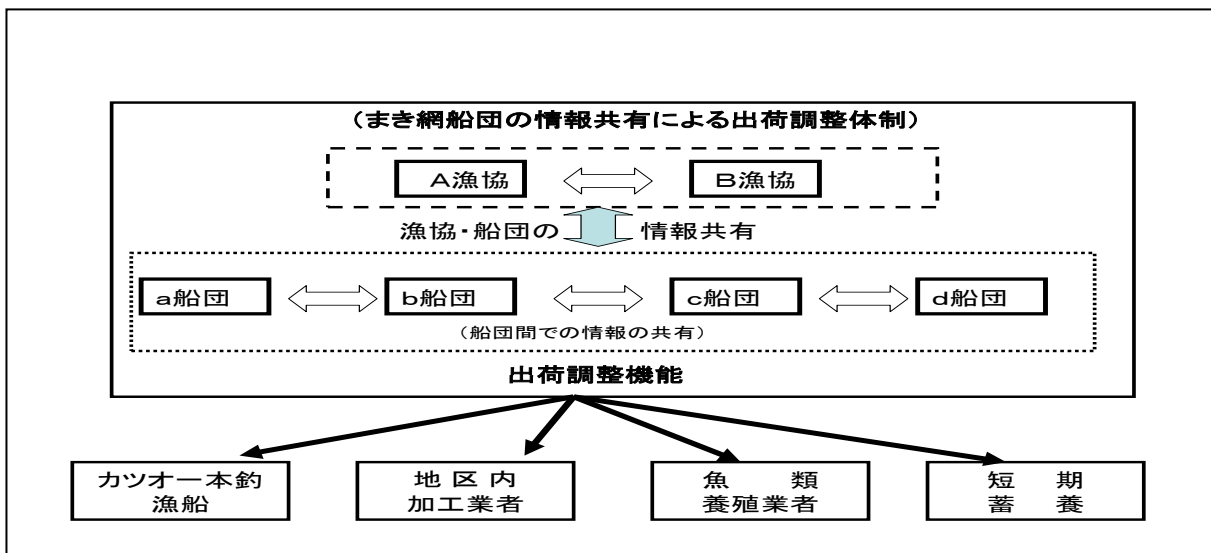 （まき網船団の情報共有による出荷調整体制）
A漁協 B漁協
漁協・船団の 情報共有
a船団 b船団 c船団 d船団
（船団間での情報の共有）
出荷調整機能
カツオ一本釣 地区内 魚類 短期
漁船 加工業者 養殖業者 蓄養